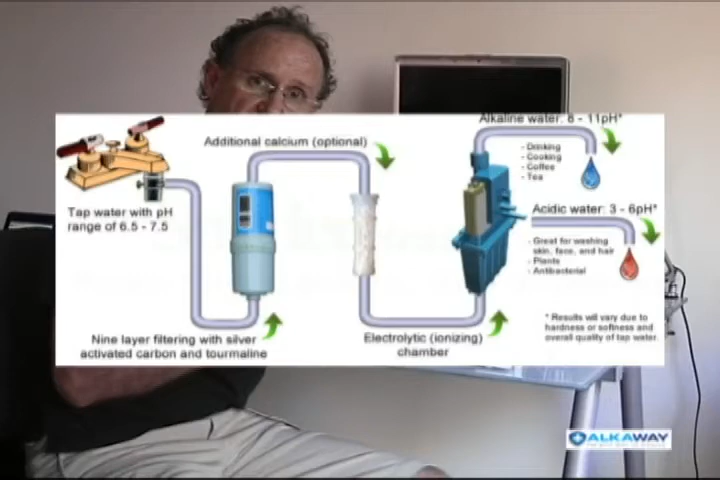 Alkaline water: 8 - 11pH*
Additional calcium (optional)
- Drinking
- Cooking
- Coffee
- Tea
Tap water with pH
range of 6.5 - 7.5
Acidic water: 3 - 6pH*
- Great for washing
skin, face, and hair
- Plants
- Antibacterial
Nine layer filtering with silver
activated carbon and tourmaline
Electrolytic (ionizing)
chamber
* Results will vary due to
hardness or softness and
overall quality of tap water.
ALKAWAY